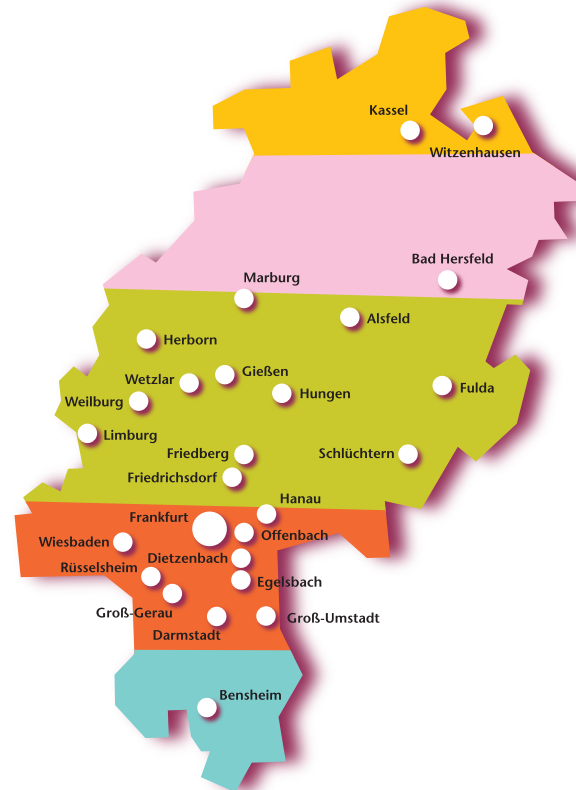 Kassel
Witzenhausen
Bad Hersfeld
Marburg
Alsfeld
Herborn
Gießen
Wetzlar
Hungen
Fulda
Weilburg
Limburg
Friedberg
Schlüchtern
Friedrichsdorf
Hanau
Frankfurt
Offenbach
Wiesbaden
Dietzenbach
Rüsselsheim
Egelsbach
Groß-Gerau
Groß-Umstadt
Darmstadt
Bensheim